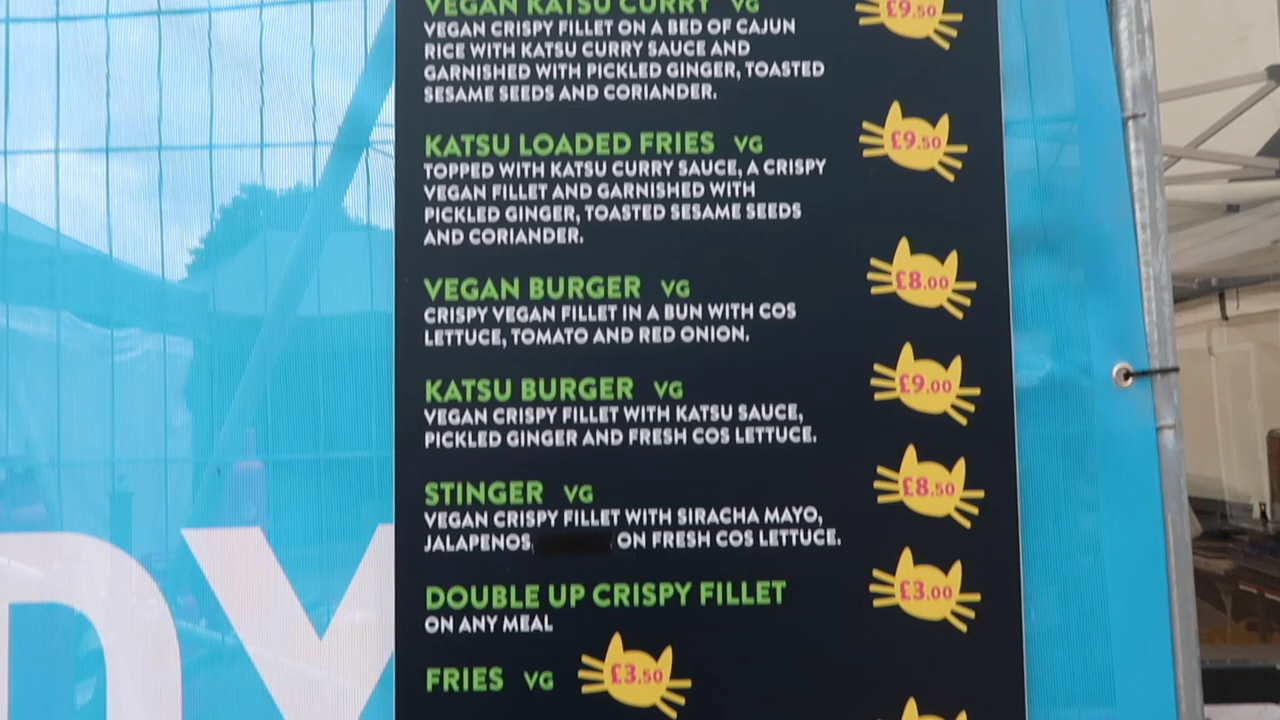 VEGAN KATSU CURRY VG £9.50
VEGAN CRISPY FILLET ON A BED OF CAJUN
RICE WITH KATSU CURRY SAUCE AND
GARNISHED WITH PICKLED GINGER, TOASTED
SESAME SEEDS AND CORIANDER.
KATSU LOADED FRIES VG £9.50
TOPPED WITH KATSU CURRY SAUCE, A CRISPY
VEGAN FILLET AND GARNISHED WITH
PICKLED GINGER, TOASTED SESAME SEEDS
AND CORIANDER.
VEGAN BURGER VG £8.00
CRISPY VEGAN FILLET IN A BUN WITH COS
LETTUCE, TOMATO AND RED ONION.
KATSU BURGER VG £9.00
VEGAN CRISPY FILLET WITH KATSU SAUCE,
PICKLED GINGER AND FRESH COS LETTUCE.
STINGER VG £8.50
VEGAN CRISPY FILLET WITH SIRACHA MAYO,
JALAPENOS ON FRESH COS LETTUCE.
DOUBLE UP CRISPY FILLET £3.00
ON ANY MEAL
FRIES VG £3.50